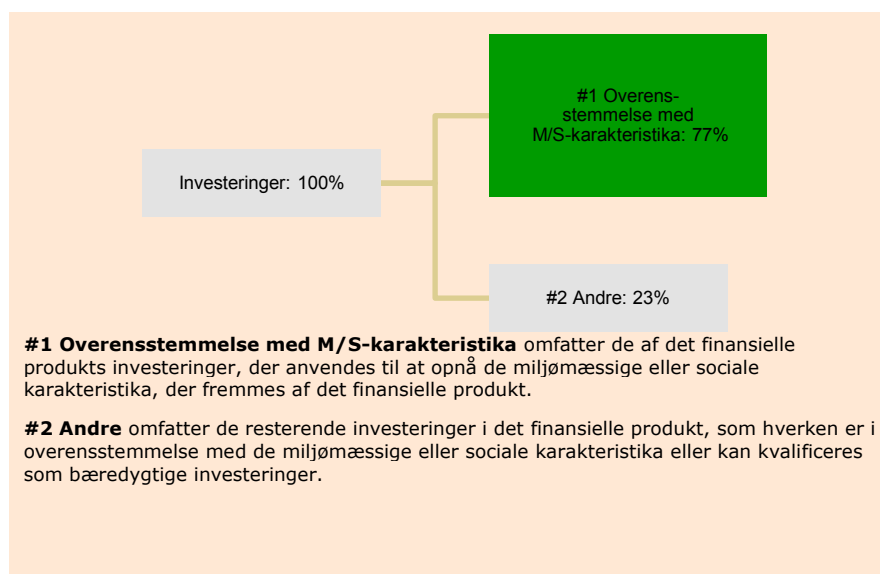 #1 Overens-
stemmelse med
M/S-karakteristika: 77%
Investeringer: 100%
#2 Andre: 23%
#1 Overensstemmelse med M/S-karakteristika omfatter de af det finansielle
produkts investeringer, der anvendes til at opnå de miljømæssige eller sociale
karakteristika, der fremmes af det finansielle produkt.
#2 Andre omfatter de resterende investeringer i det finansielle produkt, som hverken er i
overensstemmelse med de miljømæssige eller sociale karakteristika eller kan kvalificeres
som bæredygtige investeringer.